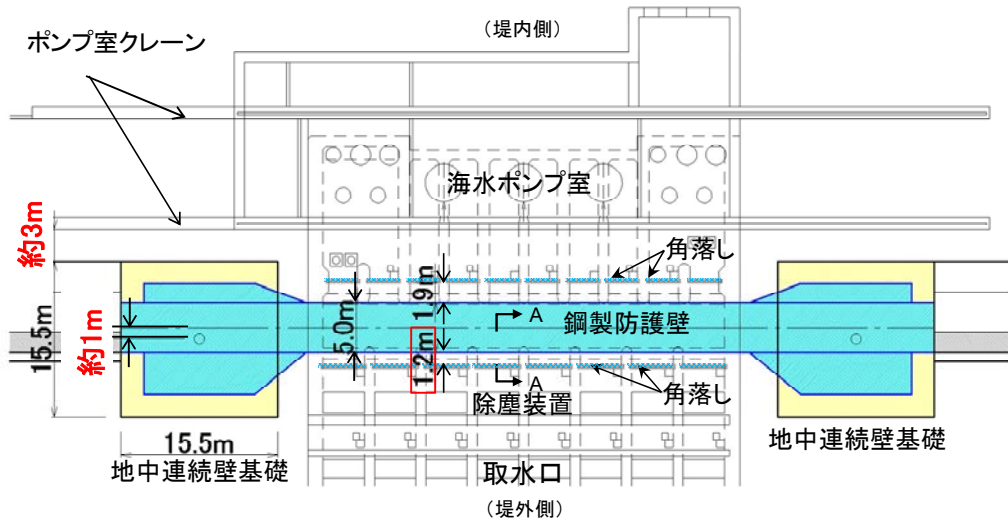 (堤内側)
ポンプ室クレーン
海水ポンプ室
約3m
角落し
1.9m
5.0m
A
鋼製防護壁
約1m
15.5m
1.2m
A
角落し
除塵装置
15.5m
地中連続壁基礎
地中連続壁基礎
取水口
(堤外側)